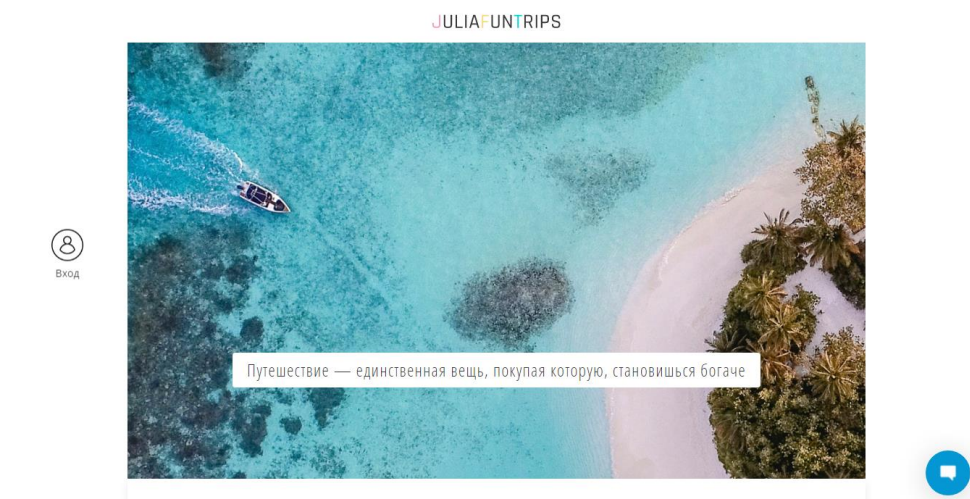 JULIAFUNTRIPS
Вход
Путешествие — единственная вещь, покупая которую, становишься богаче